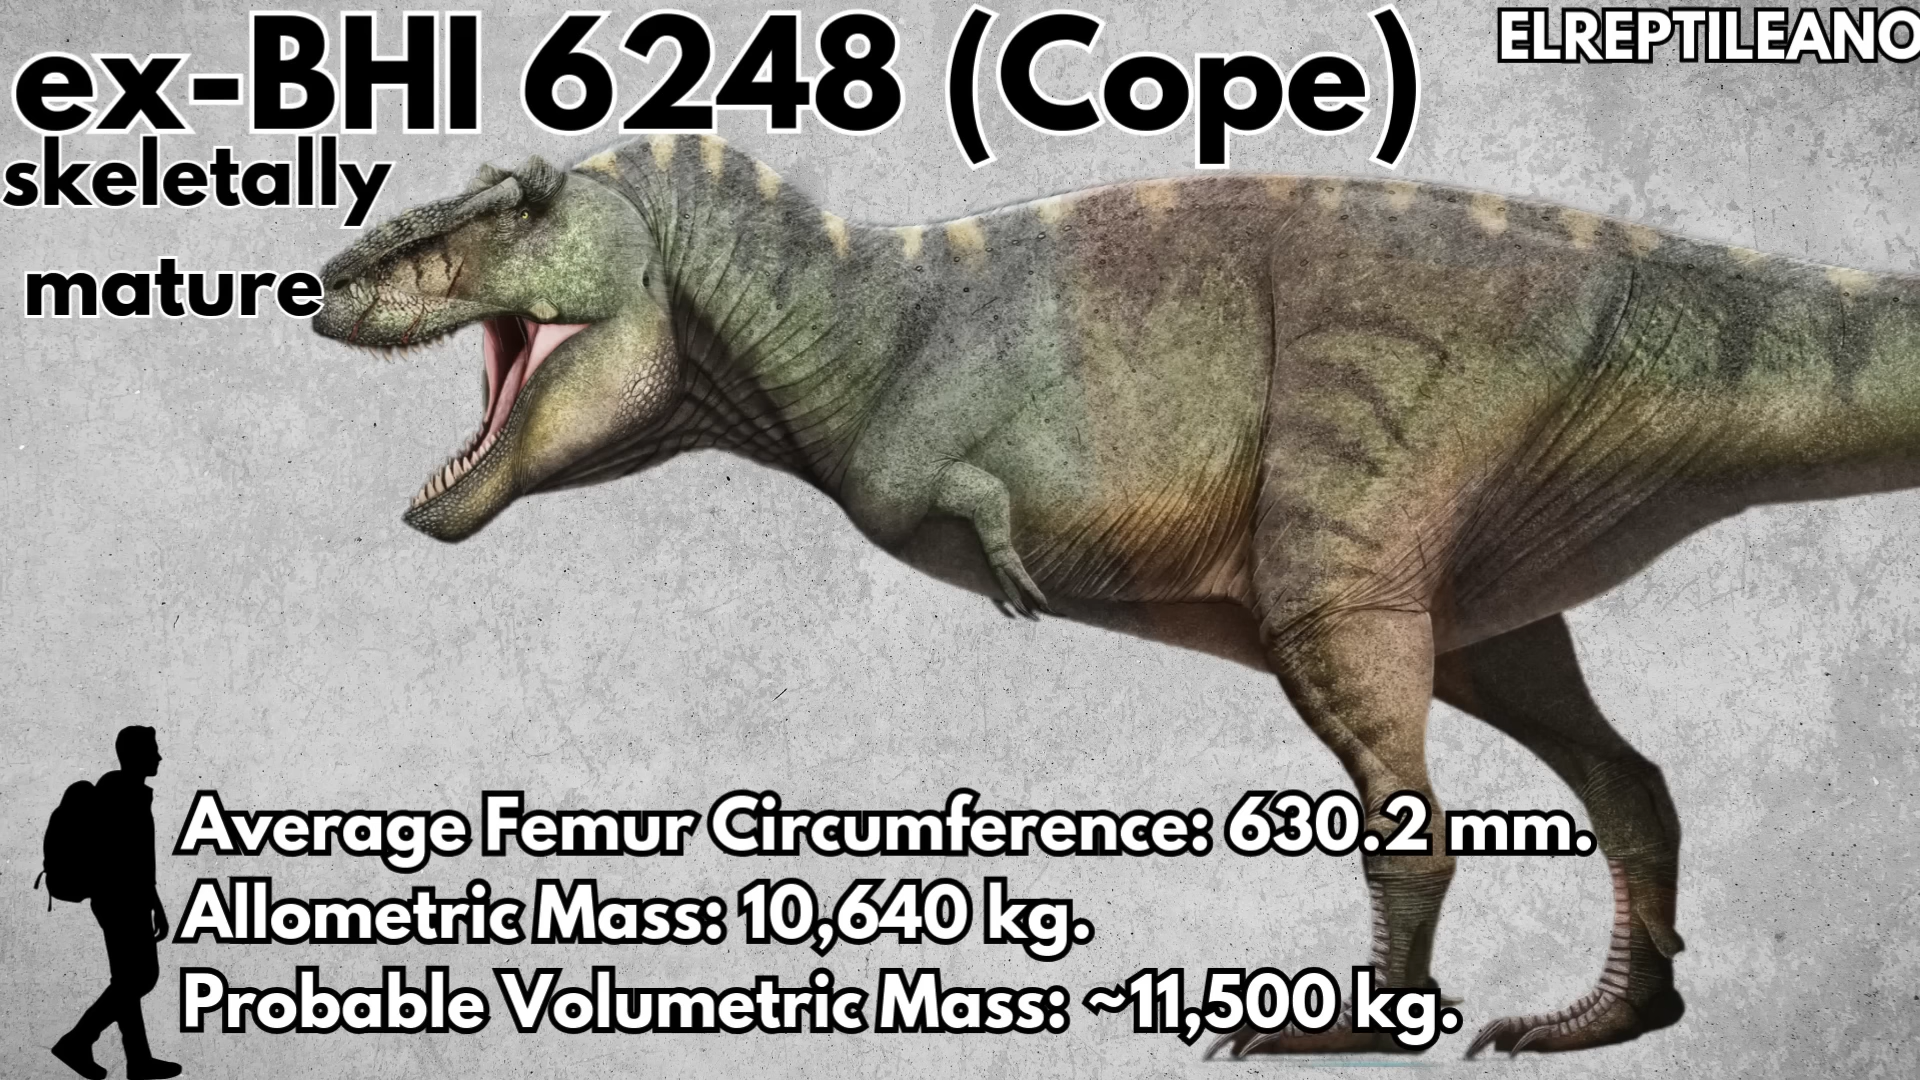 ex-BHI 6248 (Cope)
ELREPTILEANO
skeletally
mature
Average Femur Circumference: 630.2 mm.
Allometric Mass: 10,640 kg.
Probable Volumetric Mass: ~11,500 kg.